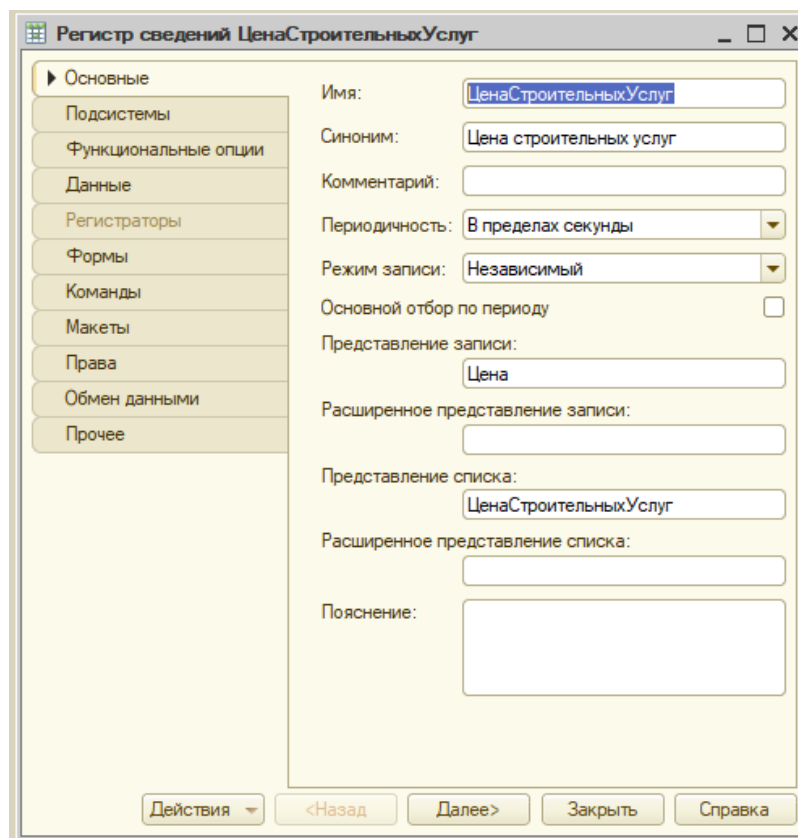 Регистр сведений ЦенаСтроительныхУслуг
Основные
Подсистемы
Функциональные опции
Данные
Регистраторы
Формы
Команды
Макеты
Права
Обмен данными
Прочее
Имя: ЦенаСтроительныхУслуг
Синоним: Цена строительных услуг
Комментарий:
Периодичность: В пределах секунды
Режим записи: Независимый
Основной отбор по периоду
Представление записи:
Цена
Расширенное представление записи:
Представление списка:
ЦенаСтроительныхУслуг
Расширенное представление списка:
Пояснение:
Действия <Назад Далее> Закрыть Справка